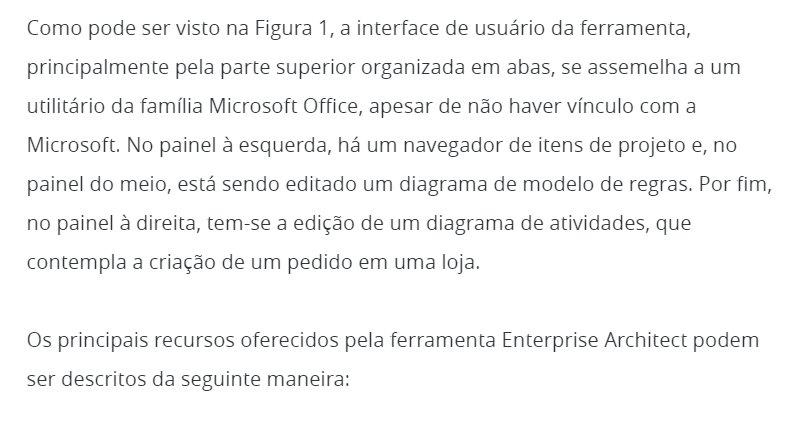 Como pode ser visto na Figura 1, a interface de usuário da ferramenta,
principalmente pela parte superior organizada em abas, se assemelha a um
utilitário da família Microsoft Office, apesar de não haver vínculo com a
Microsoft. No painel à esquerda, há um navegador de itens de projeto e, no
painel do meio, está sendo editado um diagrama de modelo de regras. Por fim,
no painel à direita, tem-se a edição de um diagrama de atividades, que
contempla a criação de um pedido em uma loja.
Os principais recursos oferecidos pela ferramenta Enterprise Architect podem
ser descritos da seguinte maneira: